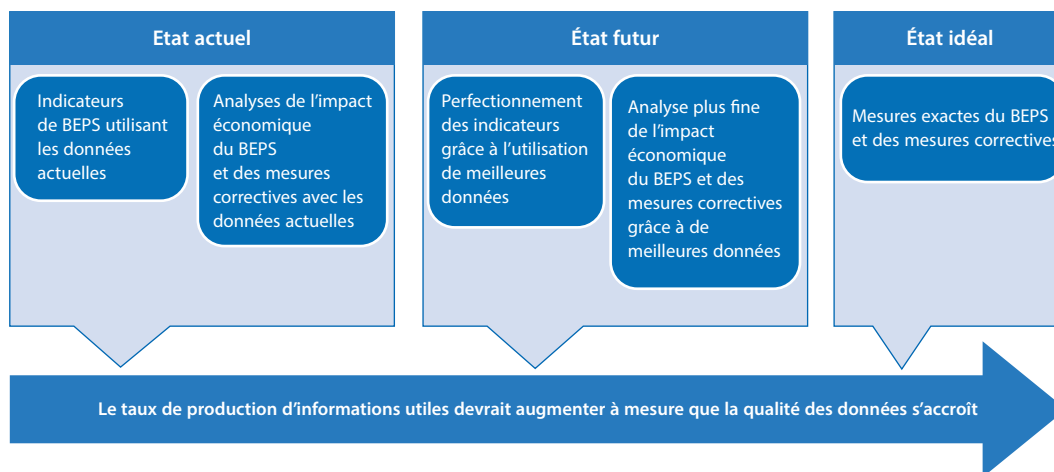 Etat actuel
Indicateurs
de BEPS utilisant
les données
actuelles
Analyses de l’impact
économique
du BEPS
et des mesures
correctives avec les
données actuelles
État futur
Perfectionnement
des indicateurs
grâce à l’utilisation
de meilleures
données
Analyse plus fine
de l’impact
économique
du BEPS et des
mesures correctives
grâce à de
meilleures données
État idéal
Mesures exactes du BEPS
et des mesures correctives
Le taux de production d’informations utiles devrait augmenter à mesure que la qualité des données s’accroît